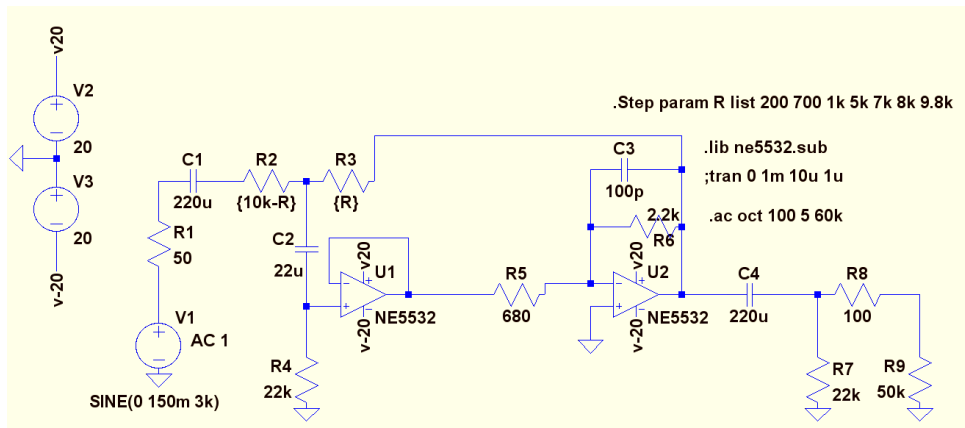 v20
V2
20
V3
20
v-20
C1
220u
R2
{10k-R}
R3
{R}
R1
50
V1
AC 1
SINE(0 150m 3k)
C2
22u
R4
22k
v20
U1
NE5532
v-20
R5
680
C3
100p
2.2k
R6
v20
U2
NE5532
v-20
C4
220u
R8
100
R7
22k
R9
50k
.Step param R list 200 700 1k 5k 7k 8k 9.8k
.lib ne5532.sub
;tran 0 1m 10u 1u
.ac oct 100 5 60k